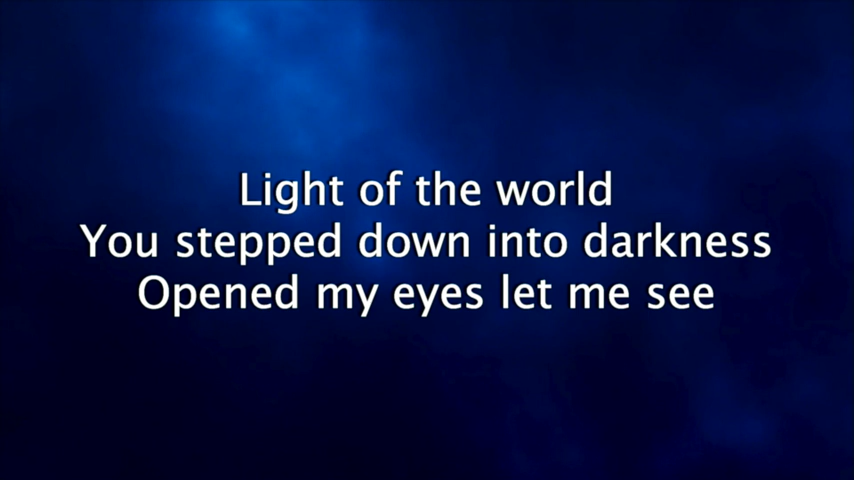 Light of the world
You stepped down into darkness
Opened my eyes let me see